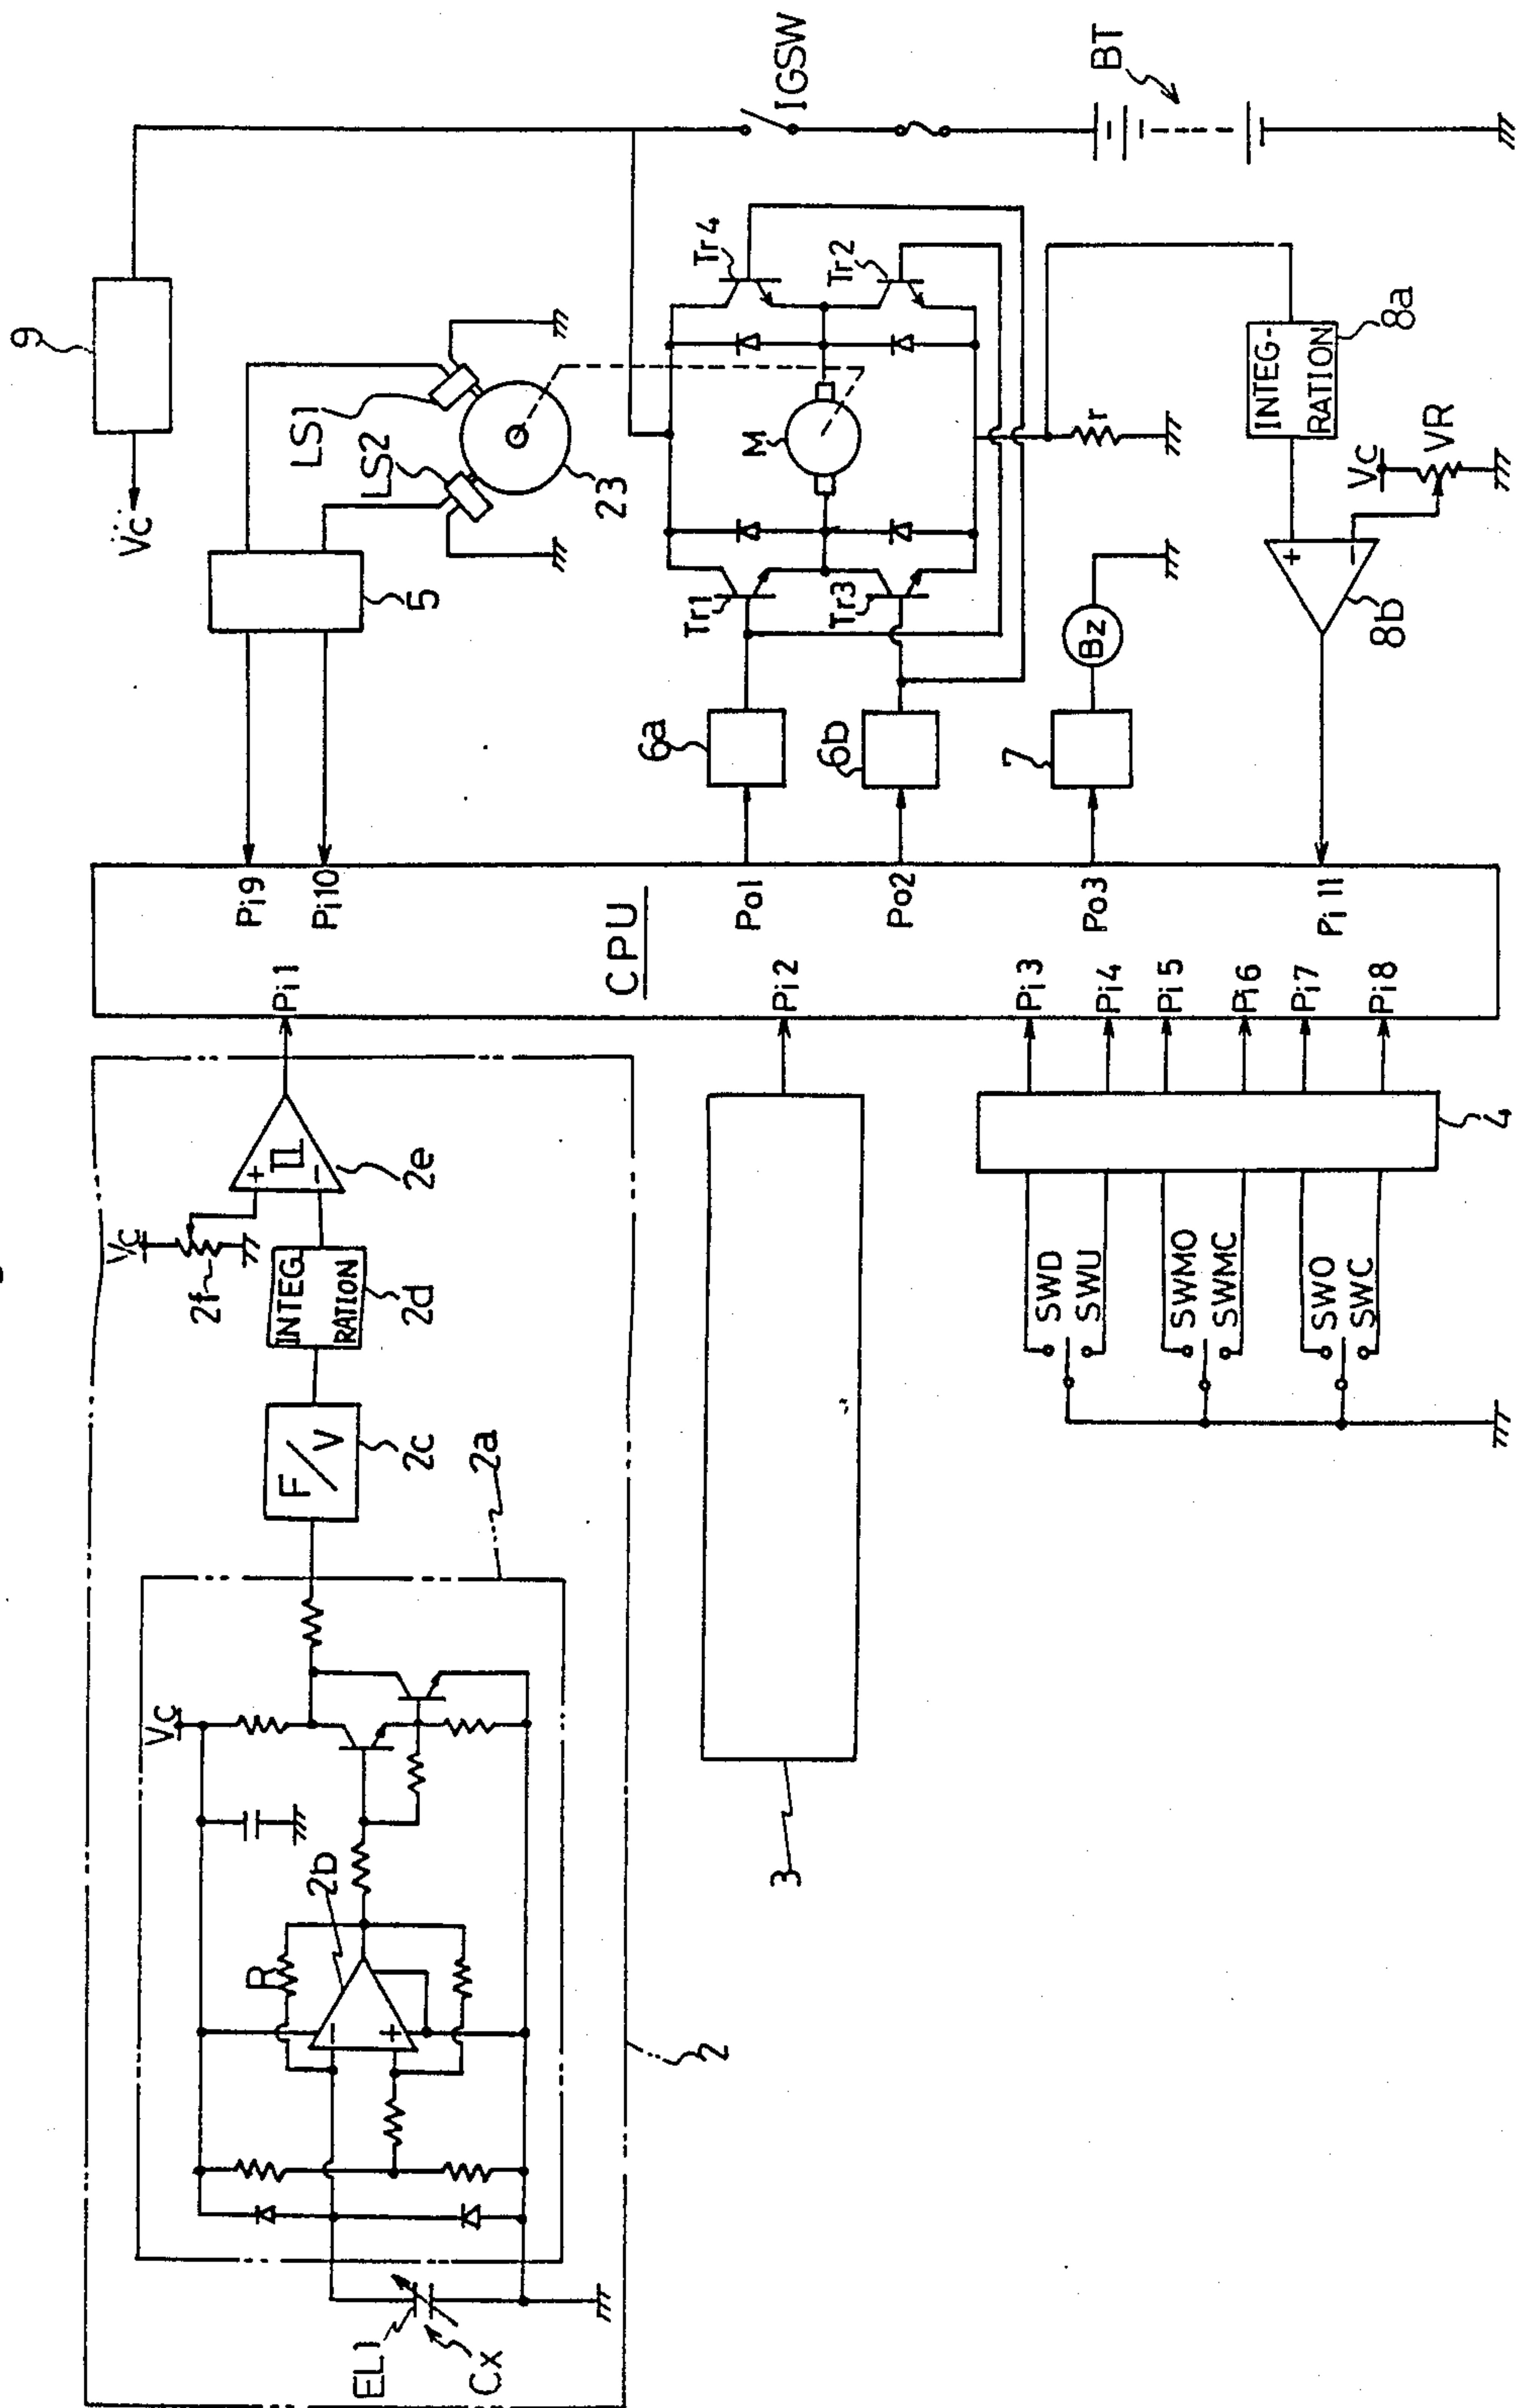 9
Vc
5
LS1
LS2
23
IGSW
BT
Tr4
Tr2
M
Tr1
Tr3
r
6a
6b
7
Bz
INTEG-
RATION
8a
Vc
VR
+
-
8b
Pi9
Pi10
Po1
Po2
Po3
Pi11
CPU
Pi1
Pi2
Pi3
Pi4
Pi5
Pi6
Pi7
Pi8
Vc
2f
+
-
2e
INTEG
RATION
2d
F/V
2c
2a
Vc
2b
R
-
+
EL1
Cx
2
3
4
SWD
SWU
SWMO
SWMC
SWO
SWC